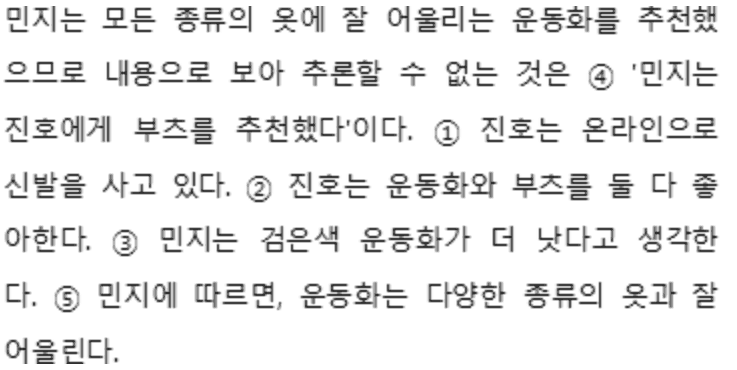 민지는 모든 종류의 옷에 잘 어울리는 운동화를 추천했
으므로 내용으로 보아 추론할 수 없는 것은 ④ '민지는
진호에게 부츠를 추천했다'이다. ① 진호는 온라인으로
신발을 사고 있다. ② 진호는 운동화와 부츠를 둘 다 좋
아한다. ③ 민지는 검은색 운동화가 더 낫다고 생각한
다. ⑤ 민지에 따르면, 운동화는 다양한 종류의 옷과 잘
어울린다.